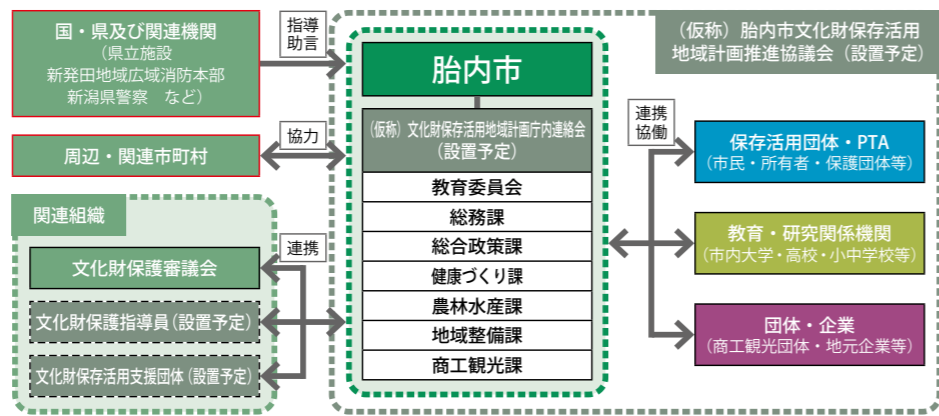 国・県及び関連機関
（県立施設
新発田地域広域消防本部
新潟県警察　など）
指導
助言
周辺・関連市町村
協力
関連組織
文化財保護審議会
文化財保護指導員（設置予定）
文化財保存活用支援団体（設置予定）
連携
胎内市
（仮称）文化財保存活用地域計画庁内連絡会
（設置予定）
教育委員会
総務課
総合政策課
健康づくり課
農林水産課
地域整備課
商工観光課
（仮称）胎内市文化財保存活用
地域計画推進協議会（設置予定）
連携
協働
保存活用団体・PTA
（市民・所有者・保護団体等）
教育・研究関係機関
（市内大学・高校・小中学校等）
団体・企業
（商工観光団体・地元企業等）